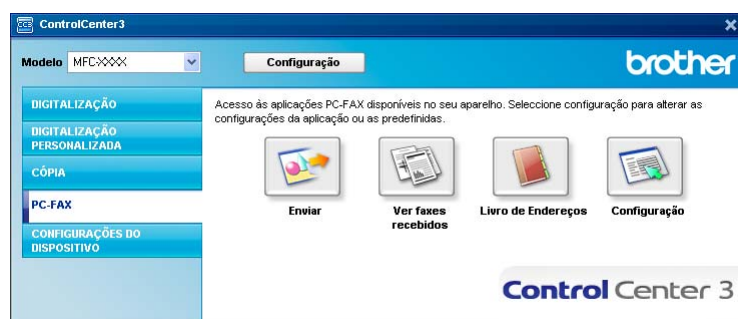 ControlCenter3
Modelo MFC-XXXX Configuração brother
DIGITALIZAÇÃO
DIGITALIZAÇÃO
PERSONALIZADA
CÓPIA
PC-FAX
CONFIGURAÇÕES DO
DISPOSITIVO
Acesso às aplicações PC-FAX disponíveis no seu aparelho. Seleccione configuração para alterar as
configurações da aplicação ou as predefinidas.
Enviar
Ver faxes
recebidos
Livro de Endereços
Configuração
Control Center 3